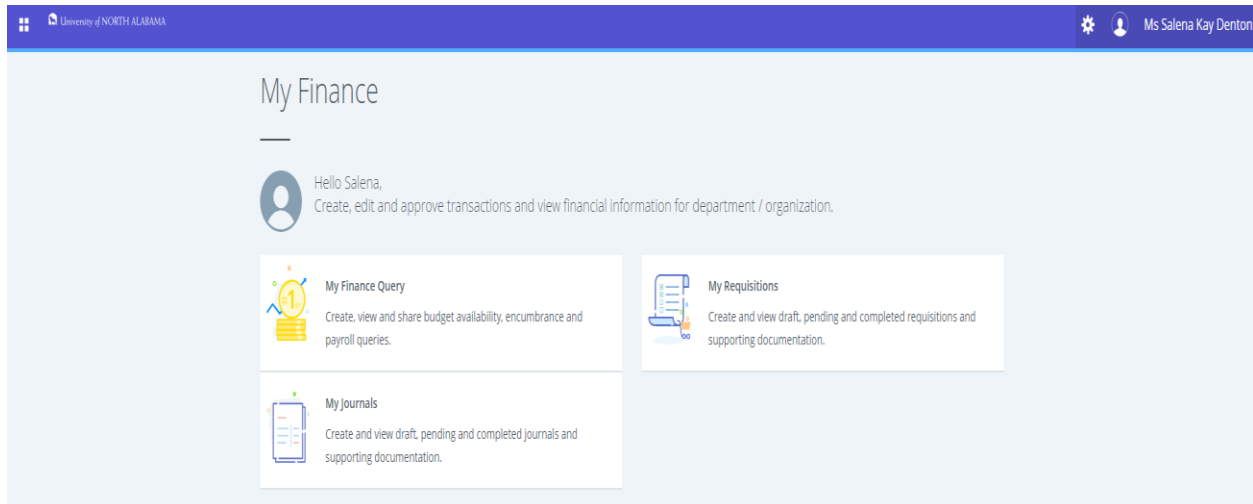 University of NORTH ALABAMA
Ms Salena Kay Denton
My Finance
Hello Salena,
Create, edit and approve transactions and view financial information for department / organization.
My Finance Query
Create, view and share budget availability, encumbrance and
payroll queries.
My Requisitions
Create and view draft, pending and completed requisitions and
supporting documentation.
My Journals
Create and view draft, pending and completed journals and
supporting documentation.